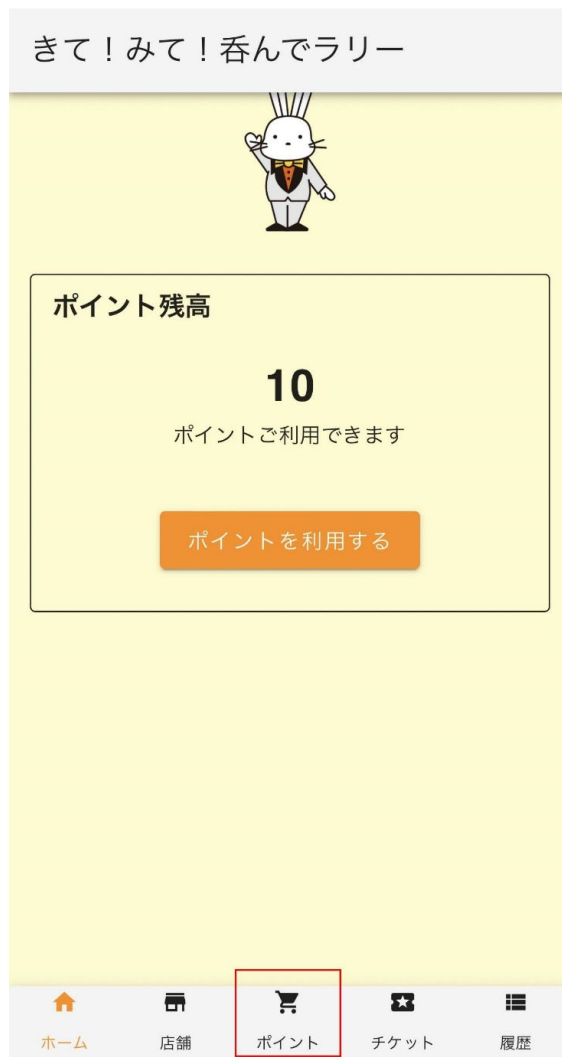 きて！みて！呑んでラリー
ポイント残高
10
ポイントご利用できます
ポイントを利用する
ホーム
店舗
ポイント
チケット
履歴